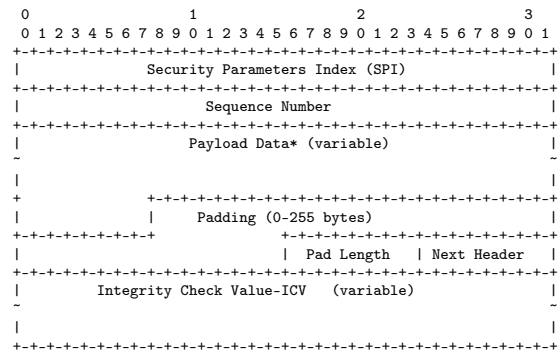 0                   1                   2                   3
0 1 2 3 4 5 6 7 8 9 0 1 2 3 4 5 6 7 8 9 0 1 2 3 4 5 6 7 8 9 0 1
+-+-+-+-+-+-+-+-+-+-+-+-+-+-+-+-+-+-+-+-+-+-+-+-+-+-+-+-+-+-+-+-+
|               Security Parameters Index (SPI)                 |
+-+-+-+-+-+-+-+-+-+-+-+-+-+-+-+-+-+-+-+-+-+-+-+-+-+-+-+-+-+-+-+-+
|                      Sequence Number                          |
+-+-+-+-+-+-+-+-+-+-+-+-+-+-+-+-+-+-+-+-+-+-+-+-+-+-+-+-+-+-+-+-+
|                    Payload Data* (variable)                   |
~                                                               ~
|                                                               |
+               +-+-+-+-+-+-+-+-+-+-+-+-+-+-+-+-+-+-+-+-+-+-+-+-+
|               |     Padding (0-255 bytes)                     |
+-+-+-+-+-+-+-+-+               +-+-+-+-+-+-+-+-+-+-+-+-+-+-+-+-+
|                               |  Pad Length   | Next Header   |
+-+-+-+-+-+-+-+-+-+-+-+-+-+-+-+-+-+-+-+-+-+-+-+-+-+-+-+-+-+-+-+-+
|         Integrity Check Value-ICV   (variable)                |
~                                                               ~
|                                                               |
+-+-+-+-+-+-+-+-+-+-+-+-+-+-+-+-+-+-+-+-+-+-+-+-+-+-+-+-+-+-+-+-+